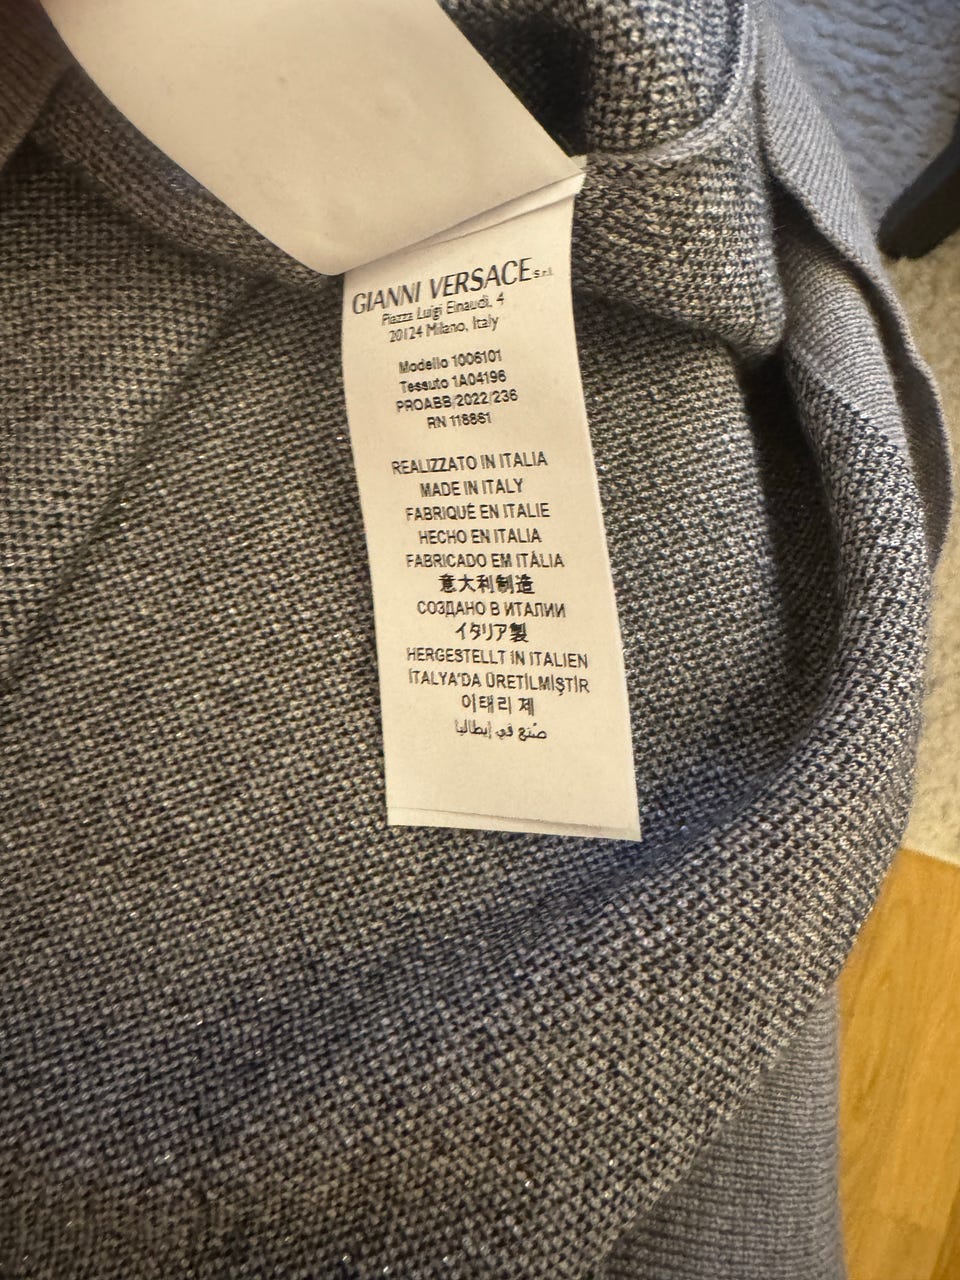 GIANNI VERSACE s.r.l.
Piazza Luigi Einaudi, 4
20124 Milano, Italy
Modello 1006101
Tessuto 1A04196
PROABB/2022/236
RN 118861
REALIZZATO IN ITALIA
MADE IN ITALY
FABRIQUÉ EN ITALIE
HECHO EN ITALIA
FABRICADO EM ITÁLIA
意大利制造
СОЗДАНО В ИТАЛИИ
イタリア製
HERGESTELLT IN ITALIEN
İTALYA'DA ÜRETİLMİŞTİR
이태리 제
صُنع في إيطاليا